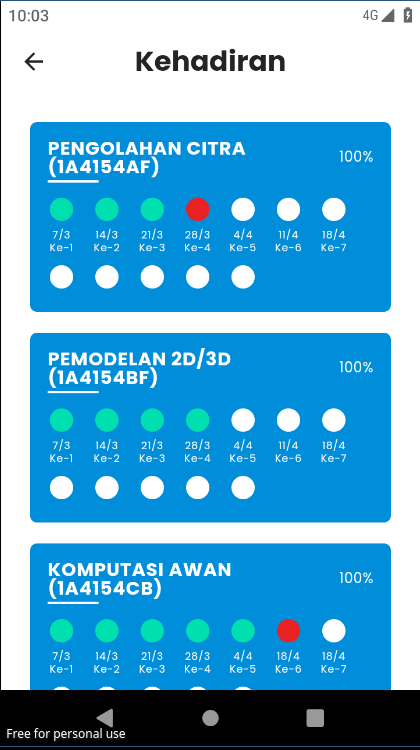 10:03
4G
Kehadiran
PENGOLAHAN CITRA
(1A4154AF)
100%
7/3 14/3 21/3 28/3 4/4 11/4 18/4
Ke-1 Ke-2 Ke-3 Ke-4 Ke-5 Ke-6 Ke-7
PEMODELAN 2D/3D
(1A4154BF)
100%
7/3 14/3 21/3 28/3 4/4 11/4 18/4
Ke-1 Ke-2 Ke-3 Ke-4 Ke-5 Ke-6 Ke-7
KOMPUTASI AWAN
(1A4154CB)
100%
7/3 14/3 21/3 28/3 4/4 18/4 18/4
Ke-1 Ke-2 Ke-3 Ke-4 Ke-5 Ke-6 Ke-7
Free for personal use